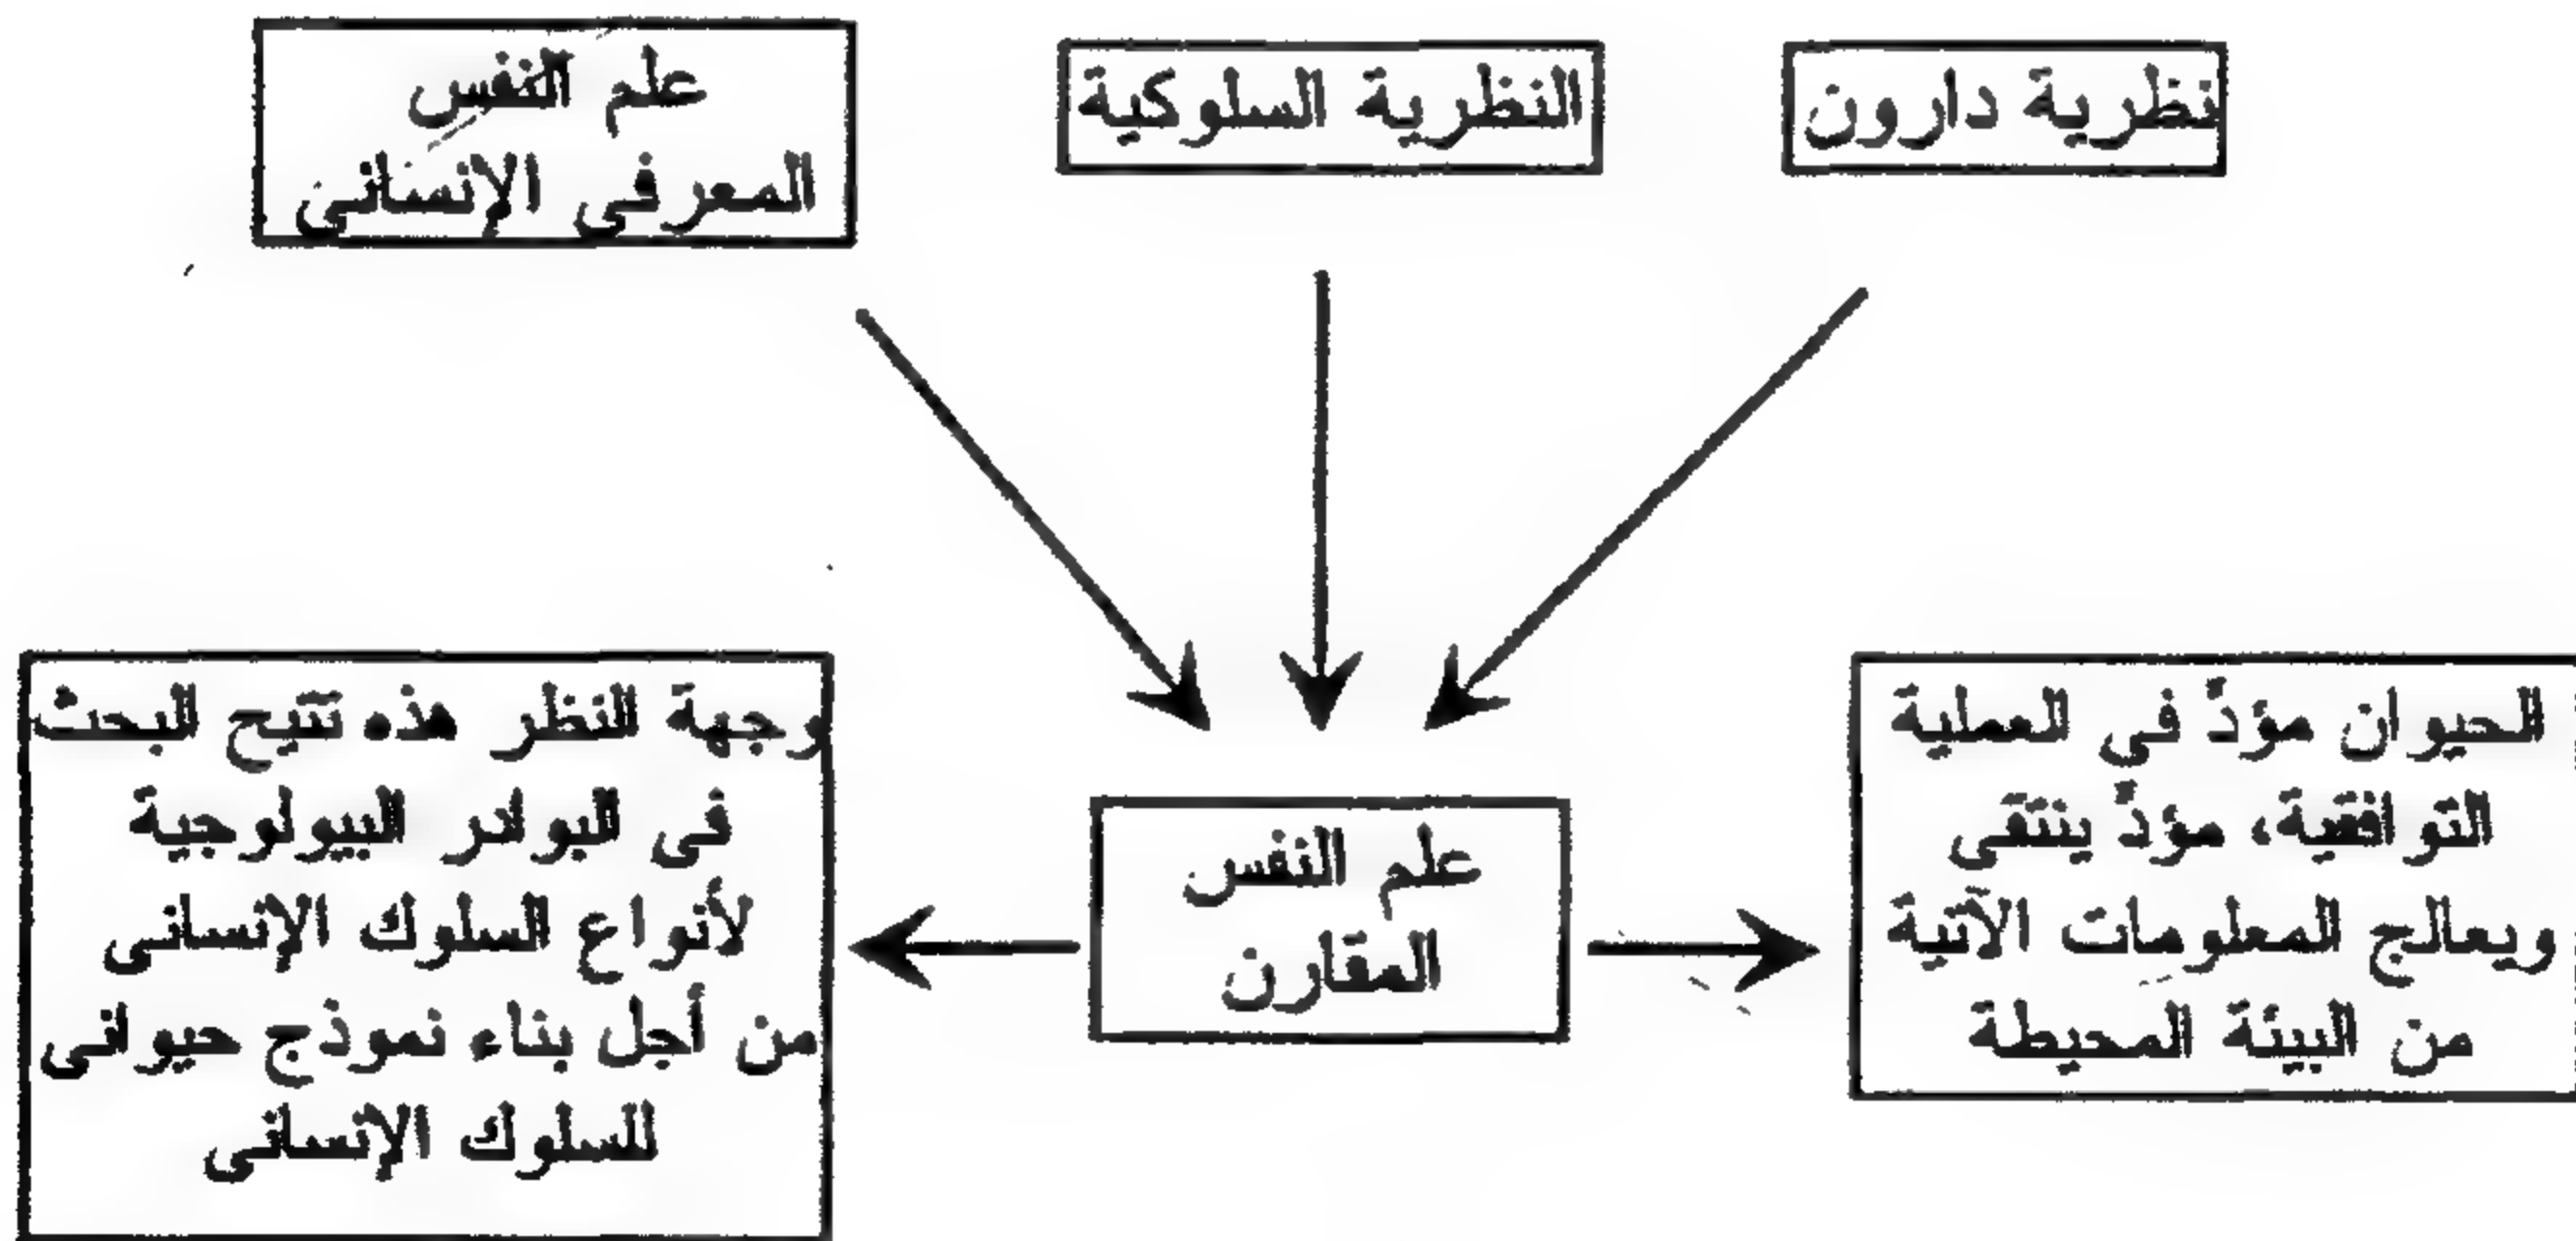 نظرية دارون
النظرية السلوكية
علم النفس
المعرفى الإنسانى
الحيوان مؤدٍّ في العملية
التوافقية، مؤدٍّ ينتقى
ويعالج المعلومات الآتية
من البيئة المحيطة
علم النفس
المقارن
وجهة النظر هذه تتيح البحث
فى البوادر البيولوجية
لأنواع السلوك الإنسانى
من أجل بناء نموذج حيوانى
للسلوك الإنسانى